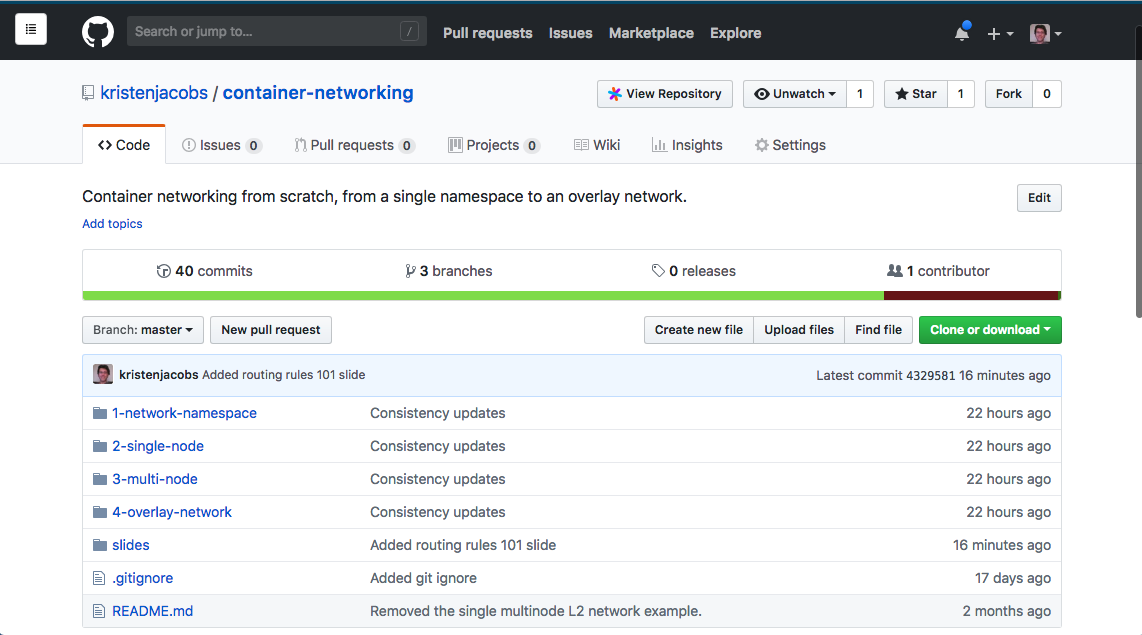 Search or jump to... /
Pull requests Issues Marketplace Explore
kristenjacobs / container-networking
View Repository Unwatch 1 Star 1 Fork 0
Code Issues 0 Pull requests 0 Projects 0 Wiki Insights Settings
Container networking from scratch, from a single namespace to an overlay network.
Edit
Add topics
40 commits 3 branches 0 releases 1 contributor
Branch: master New pull request Create new file Upload files Find file Clone or download
kristenjacobs Added routing rules 101 slide Latest commit 4329581 16 minutes ago
1-network-namespace Consistency updates 22 hours ago
2-single-node Consistency updates 22 hours ago
3-multi-node Consistency updates 22 hours ago
4-overlay-network Consistency updates 22 hours ago
slides Added routing rules 101 slide 16 minutes ago
.gitignore Added git ignore 17 days ago
README.md Removed the single multinode L2 network example. 2 months ago